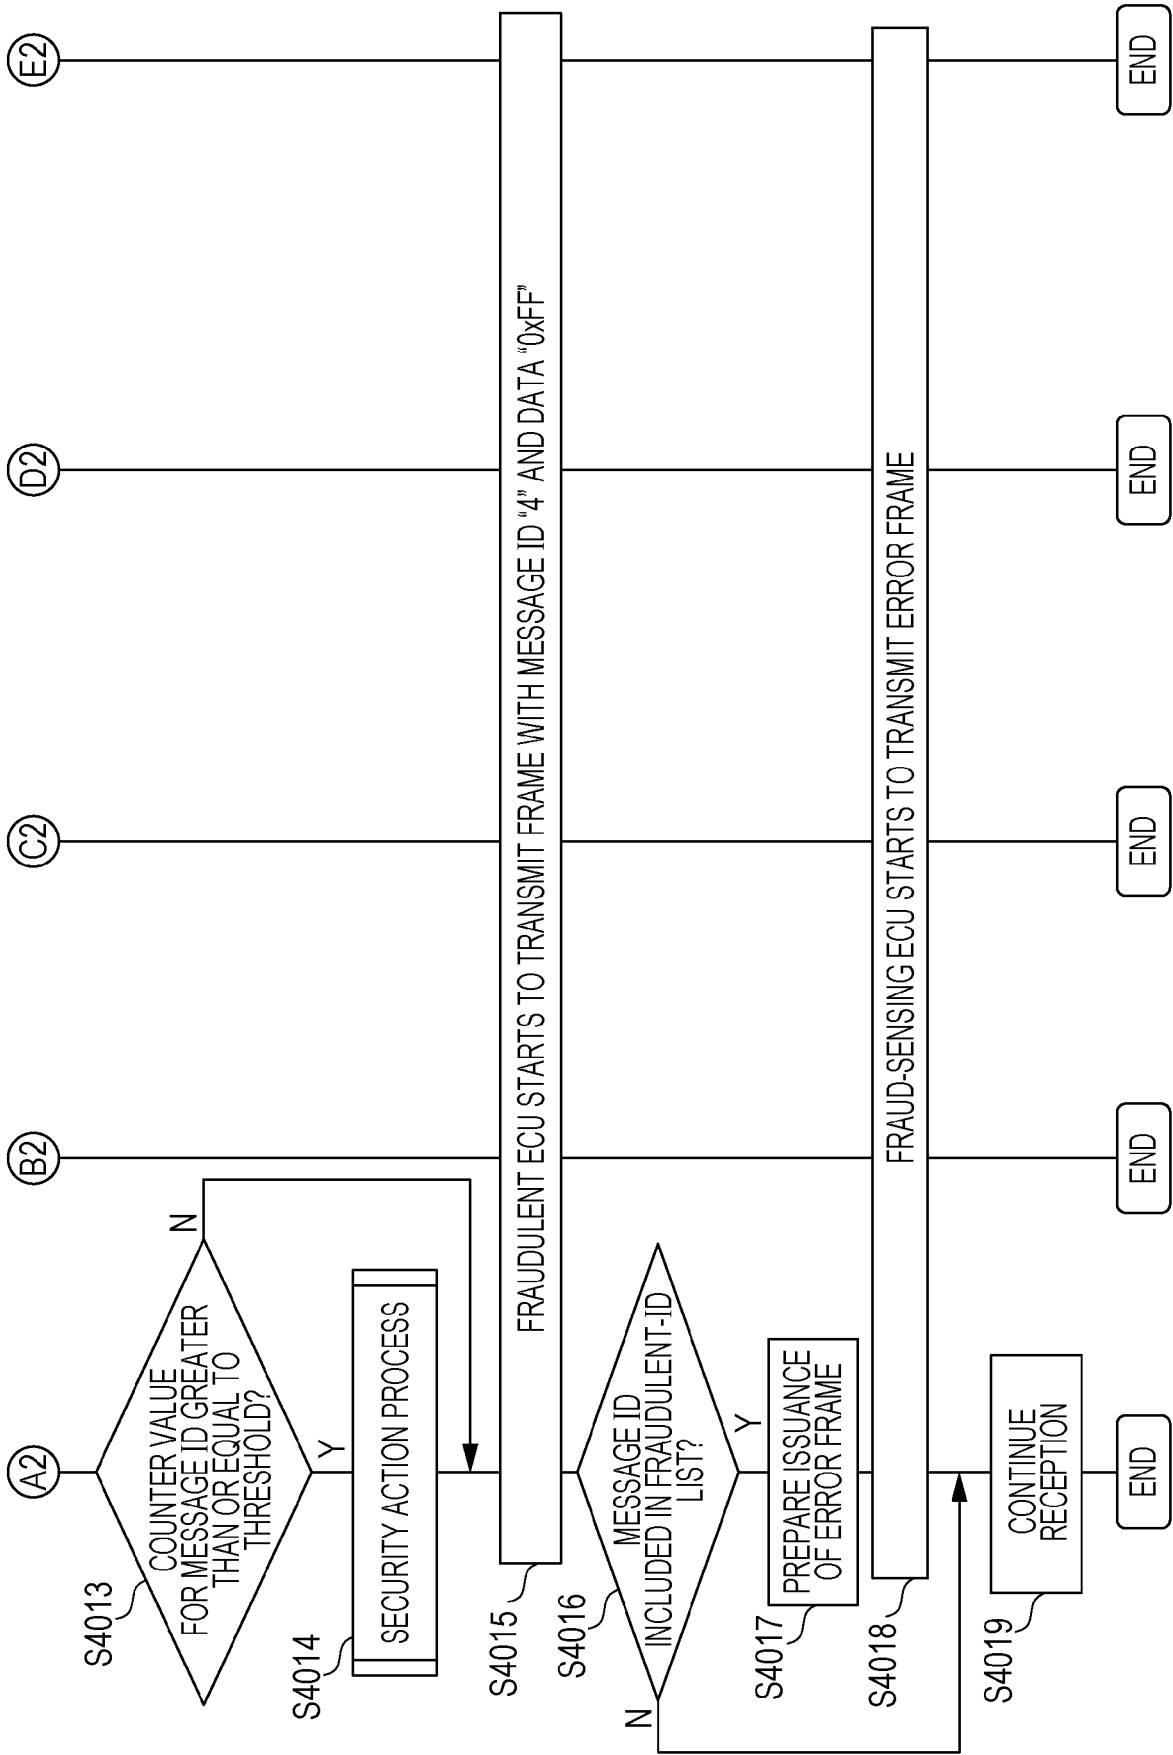 A2
B2
C2
D2
E2
S4013
COUNTER VALUE
FOR MESSAGE ID GREATER
THAN OR EQUAL TO
THRESHOLD?
N
Y
S4014
SECURITY ACTION PROCESS
S4015
FRAUDULENT ECU STARTS TO TRANSMIT FRAME WITH MESSAGE ID “4” AND DATA “0xFF”
S4016
MESSAGE ID
INCLUDED IN FRAUDULENT-ID
LIST?
N
Y
S4017
PREPARE ISSUANCE
OF ERROR FRAME
S4018
FRAUD-SENSING ECU STARTS TO TRANSMIT ERROR FRAME
S4019
CONTINUE
RECEPTION
END
END
END
END
END